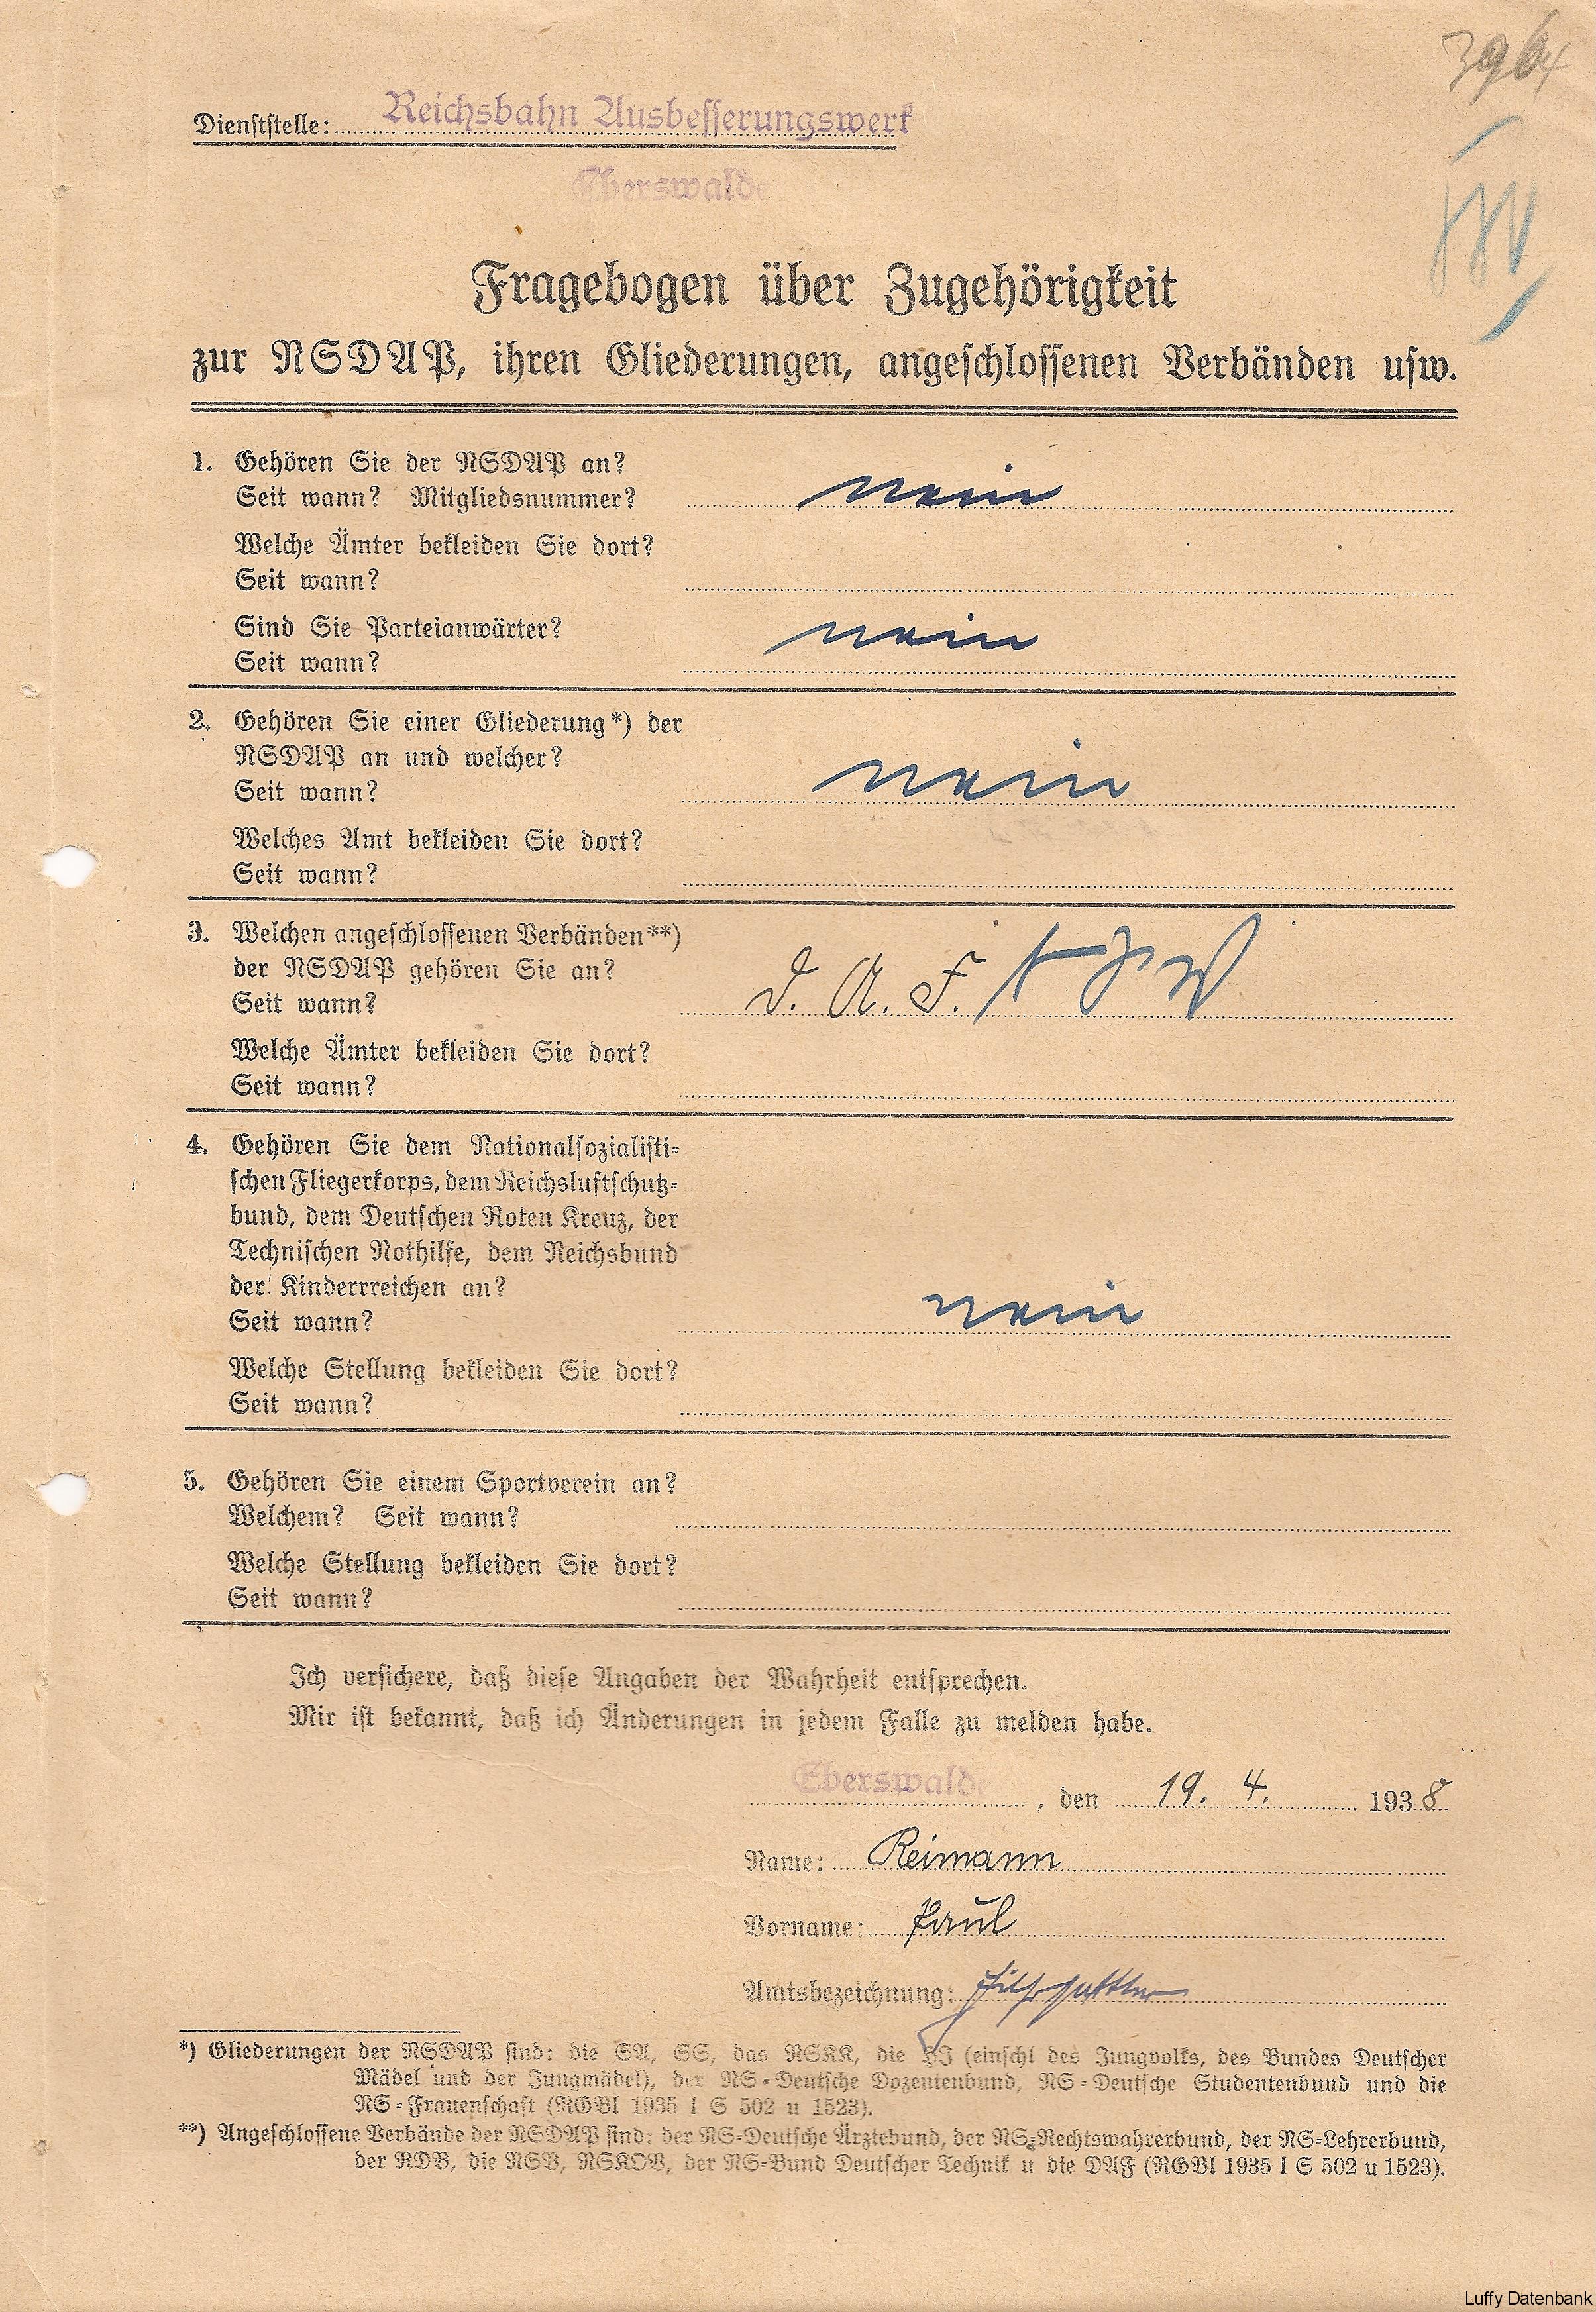 3964
Dienststelle: Reichsbahn Ausbesserungswerk
Eberswalde
Fragebogen über Zugehörigkeit
zur NSDAP, ihren Gliederungen, angeschlossenen Verbänden usw.
1. Gehören Sie der NSDAP an?
Seit wann? Mitgliedsnummer? nein
Welche Ämter bekleiden Sie dort?
Seit wann?
Sind Sie Parteianwärter? nein
Seit wann?
2. Gehören Sie einer Gliederung*) der
NSDAP an und welcher? nein
Seit wann?
Welches Amt bekleiden Sie dort?
Seit wann?
3. Welchen angeschlossenen Verbänden**)
der NSDAP gehören Sie an? D. A. F. N S V
Seit wann?
Welche Ämter bekleiden Sie dort?
Seit wann?
4. Gehören Sie dem Nationalsozialisti-
schen Fliegerkorps, dem Reichsluftschutz-
bund, dem Deutschen Roten Kreuz, der
Technischen Nothilfe, dem Reichsbund
der Kinderrreichen an?
Seit wann? nein
Welche Stellung bekleiden Sie dort?
Seit wann?
5. Gehören Sie einem Sportverein an?
Welchem? Seit wann?
Welche Stellung bekleiden Sie dort?
Seit wann?
Ich versichere, daß diese Angaben der Wahrheit entsprechen.
Mir ist bekannt, daß ich Änderungen in jedem Falle zu melden habe.
Eberswalde, den 19. 4. 1938
Name: Reimann
Vorname: Paul
Amtsbezeichnung:
*) Gliederungen der NSDAP sind: die SA, SS, das NSKK, die HJ (einschl des Jungvolks, des Bundes Deutscher
Mädel und der Jungmädel), der NS-Deutsche Dozentenbund, NS-Deutsche Studentenbund und die
NS-Frauenschaft (RGBl 1935 I S 502 u 1523).
**) Angeschlossene Verbände der NSDAP sind: der NS-Deutsche Ärztebund, der NS-Rechtswahrerbund, der NS-Lehrerbund,
der RDB, die NSV, NSKOV, der NS-Bund Deutscher Technik u die DAF (RGBl 1935 I S 502 u 1523).
Luffy Datenbank